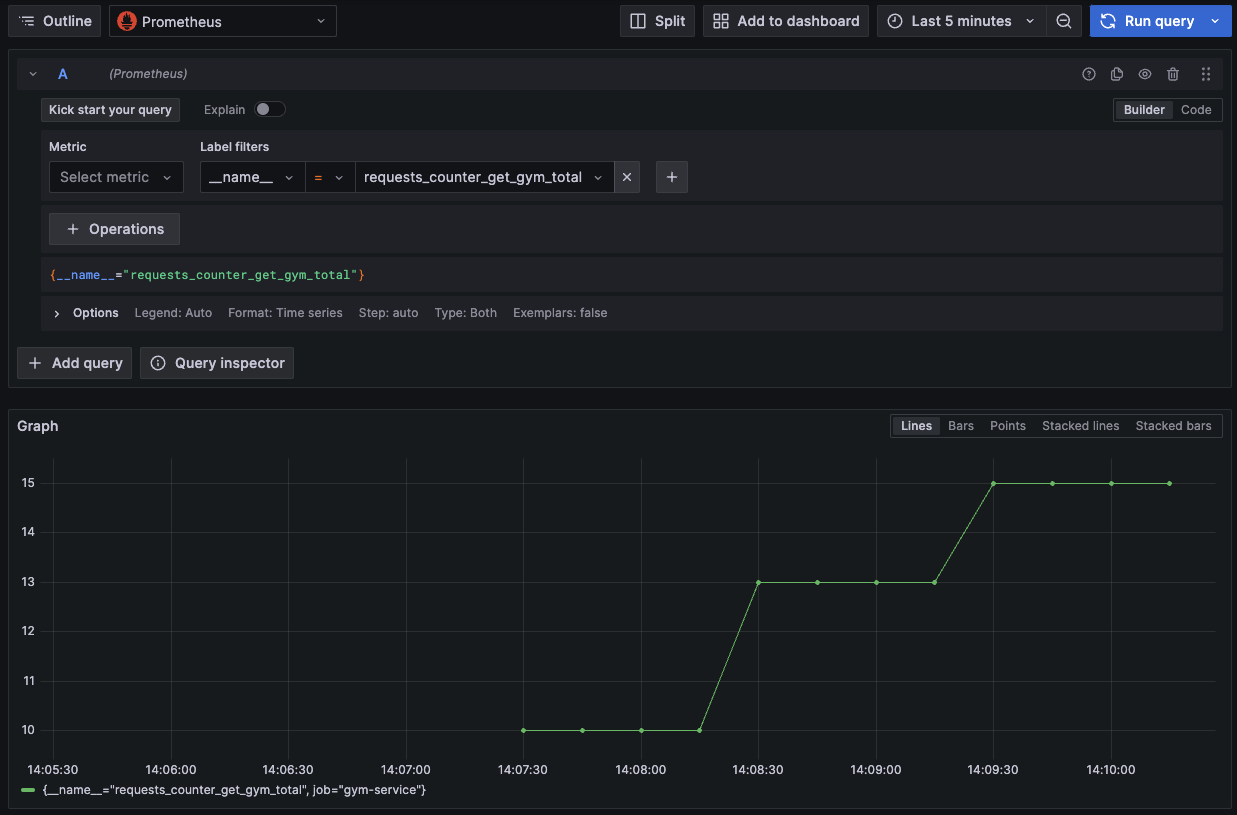 Outline Prometheus Split Add to dashboard Last 5 minutes Run query
A (Prometheus)
Kick start your query Explain Builder Code
Metric Label filters
Select metric __name__ = requests_counter_get_gym_total
Operations
{__name__="requests_counter_get_gym_total"}
Options Legend: Auto Format: Time series Step: auto Type: Both Exemplars: false
Add query Query inspector
Graph Lines Bars Points Stacked lines Stacked bars
15
14
13
12
11
10
14:05:30 14:06:00 14:06:30 14:07:00 14:07:30 14:08:00 14:08:30 14:09:00 14:09:30 14:10:00
{__name__="requests_counter_get_gym_total", job="gym-service"}